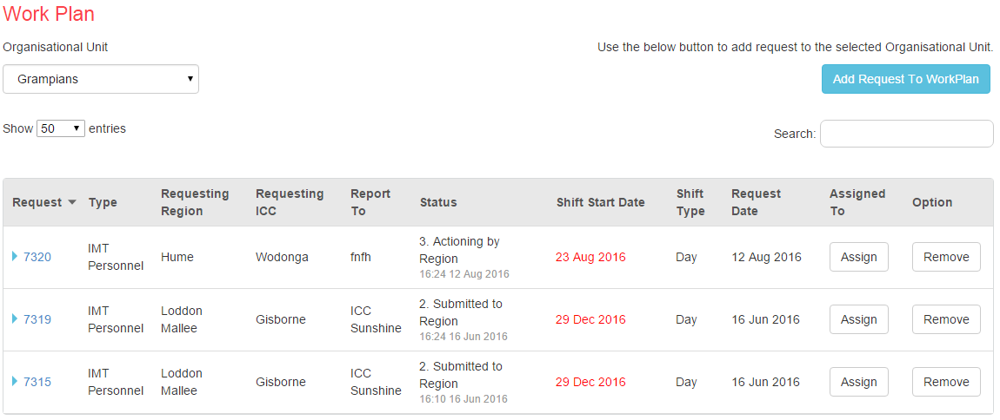 Work Plan
Organisational Unit
Use the below button to add request to the selected Organisational Unit.
Grampians
Add Request To WorkPlan
Show 50 entries
Search:
Request Type Requesting Region Requesting ICC Report To Status Shift Start Date Shift Type Request Date Assigned To Option
7320 IMT Personnel Hume Wodonga fnfh 3. Actioning by Region 16:24 12 Aug 2016 23 Aug 2016 Day 12 Aug 2016 Assign Remove
7319 IMT Personnel Loddon Mallee Gisborne ICC Sunshine 2. Submitted to Region 16:24 16 Jun 2016 29 Dec 2016 Day 16 Jun 2016 Assign Remove
7315 IMT Personnel Loddon Mallee Gisborne ICC Sunshine 2. Submitted to Region 16:10 16 Jun 2016 29 Dec 2016 Day 16 Jun 2016 Assign Remove